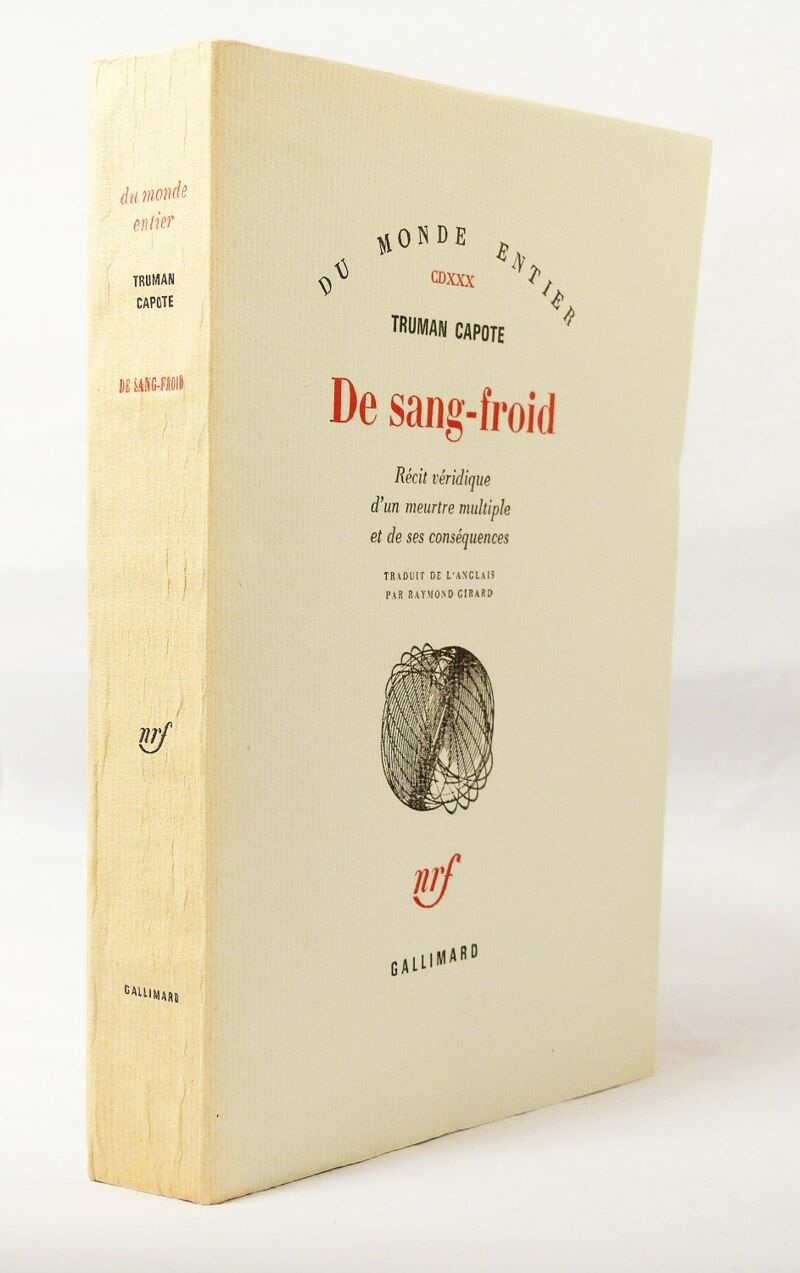 du monde
entier
TRUMAN
CAPOTE
DE SANG-FROID
nrf
GALLIMARD
DU MONDE ENTIER
CDXXX
TRUMAN CAPOTE
De sang-froid
Récit véridique
d'un meurtre multiple
et de ses conséquences
TRADUIT DE L'ANGLAIS
PAR RAYMOND GIRARD
nrf
GALLIMARD